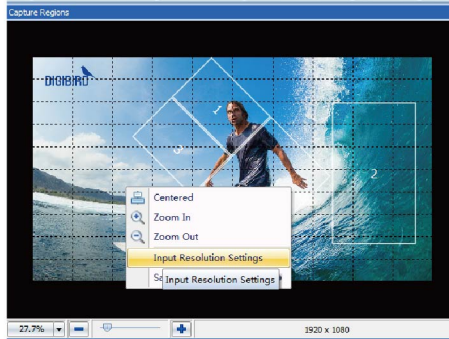 Capture Regions
DIGIBIRD
1
3
2
Centered
Zoom In
Zoom Out
Input Resolution Settings
Input Resolution Settings
27.7%
1920 x 1080